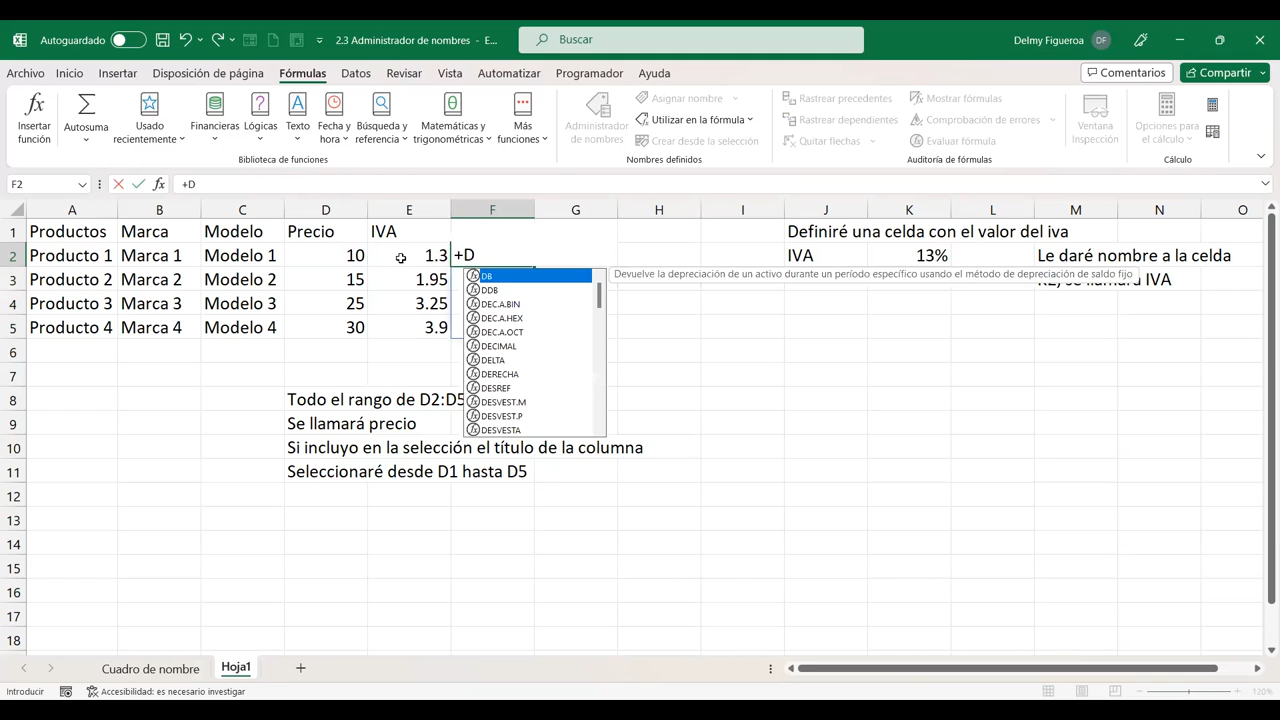 Autoguardado
2.3 Administrador de nombres - E...
Buscar
Delmy Figueroa
DF
Archivo Inicio Insertar Disposición de página Fórmulas Datos Revisar Vista Automatizar Programador Ayuda
Comentarios
Compartir
Insertar función
Autosuma
Usado recientemente
Financieras
Lógicas
Texto
Fecha y hora
Búsqueda y referencia
Matemáticas y trigonométricas
Más funciones
Biblioteca de funciones
Administrador de nombres
Asignar nombre
Utilizar en la fórmula
Crear desde la selección
Nombres definidos
Rastrear precedentes
Rastrear dependientes
Quitar flechas
Mostrar fórmulas
Comprobación de errores
Evaluar fórmula
Auditoría de fórmulas
Ventana Inspección
Opciones para el cálculo
Cálculo
F2
fx
+D
A B C D E F G H I J K L M N O
1 Productos Marca Modelo Precio IVA Definiré una celda con el valor del iva
2 Producto 1 Marca 1 Modelo 1 10 1.3 +D IVA 13% Le daré nombre a la celda
3 Producto 2 Marca 2 Modelo 2 15 1.95 K2, se llamará IVA
4 Producto 3 Marca 3 Modelo 3 25 3.25
5 Producto 4 Marca 4 Modelo 4 30 3.9
6
7
8 Todo el rango de D2:D5
9 Se llamará precio
10 Si incluyo en la selección el título de la columna
11 Seleccionaré desde D1 hasta D5
12
13
14
15
16
17
18
DB
DDB
DEC.A.BIN
DEC.A.HEX
DEC.A.OCT
DECIMAL
DELTA
DERECHA
DESREF
DESVEST.M
DESVEST.P
DESVESTA
Devuelve la depreciación de un activo durante un período específico usando el método de depreciación de saldo fijo
Cuadro de nombre
Hoja1
Introducir
Accesibilidad: es necesario investigar
120%